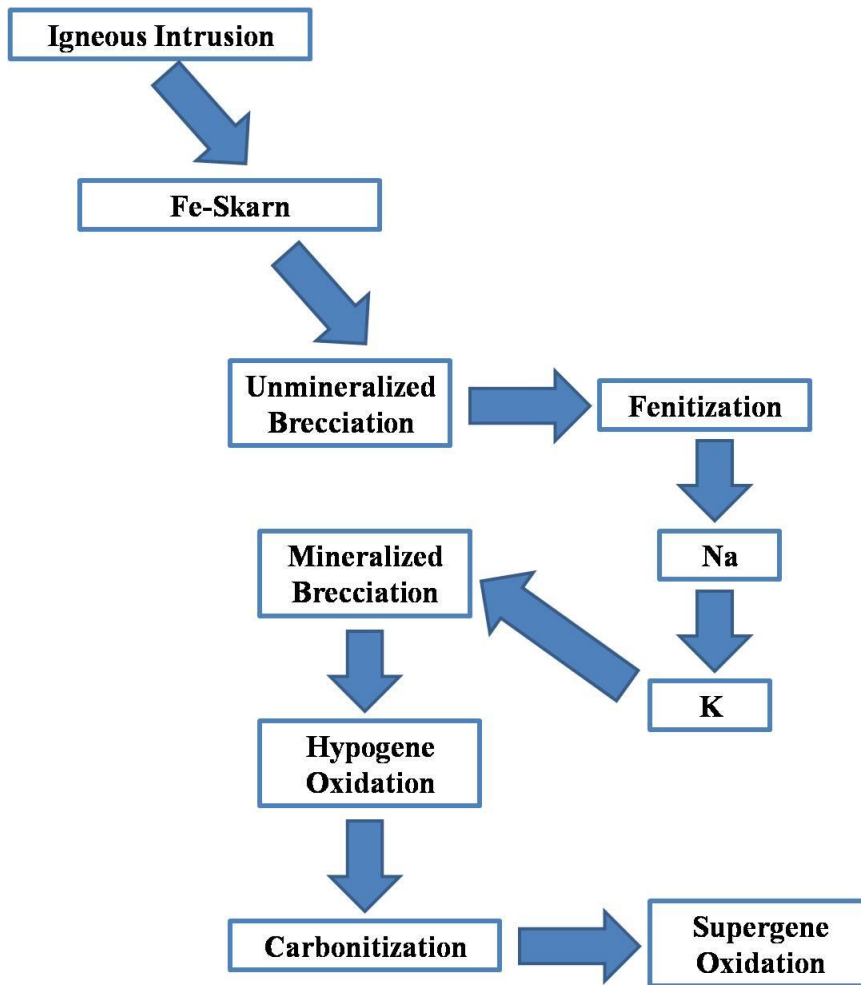 Igneous Intrusion
Fe-Skarn
Unmineralized
Brecciation
Fenitization
Na
K
Mineralized
Brecciation
Hypogene
Oxidation
Carbonitization
Supergene
Oxidation